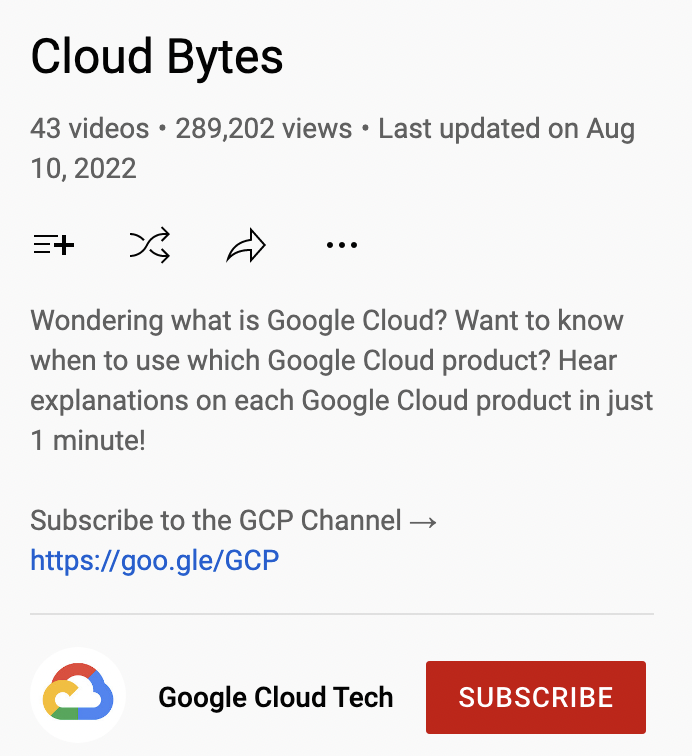 Cloud Bytes
43 videos • 289,202 views • Last updated on Aug
10, 2022
Wondering what is Google Cloud? Want to know
when to use which Google Cloud product? Hear
explanations on each Google Cloud product in just
1 minute!
Subscribe to the GCP Channel →
https://goo.gle/GCP
Google Cloud Tech
SUBSCRIBE